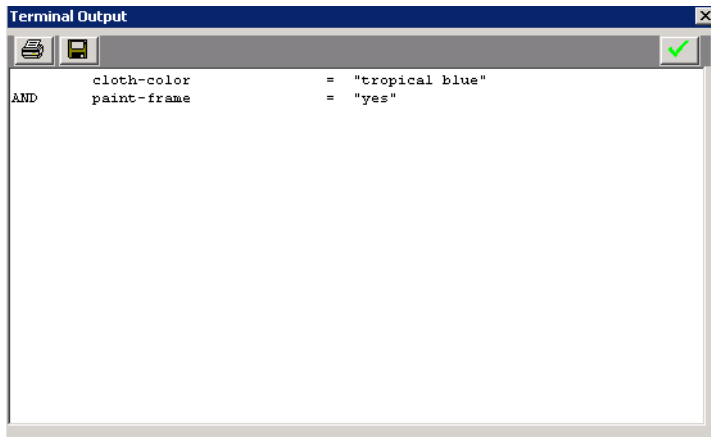 Terminal Output
cloth-color = "tropical blue"
AND paint-frame = "yes"